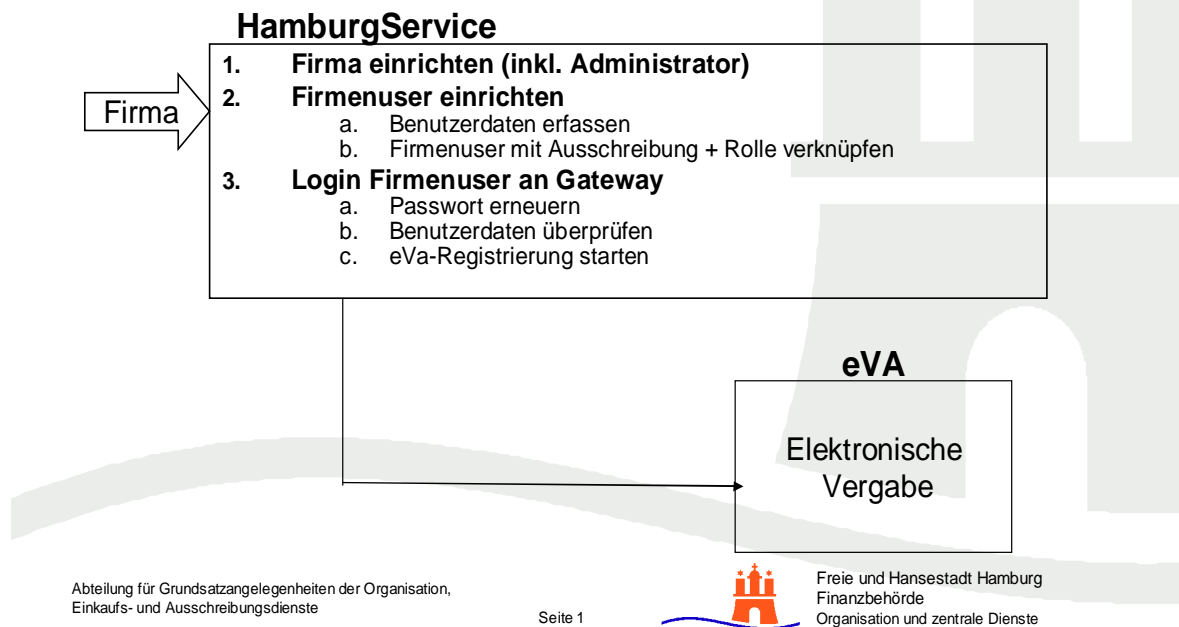 HamburgService
1. Firma einrichten (inkl. Administrator)
2. Firmenuser einrichten
a. Benutzerdaten erfassen
b. Firmenuser mit Ausschreibung + Rolle verknüpfen
3. Login Firmenuser an Gateway
a. Passwort erneuern
b. Benutzerdaten überprüfen
c. eVa-Registrierung starten
Firma
eVA
Elektronische
Vergabe
Abteilung für Grundsatzangelegenheiten der Organisation,
Einkaufs- und Ausschreibungsdienste
Seite 1
Freie und Hansestadt Hamburg
Finanzbehörde
Organisation und zentrale Dienste